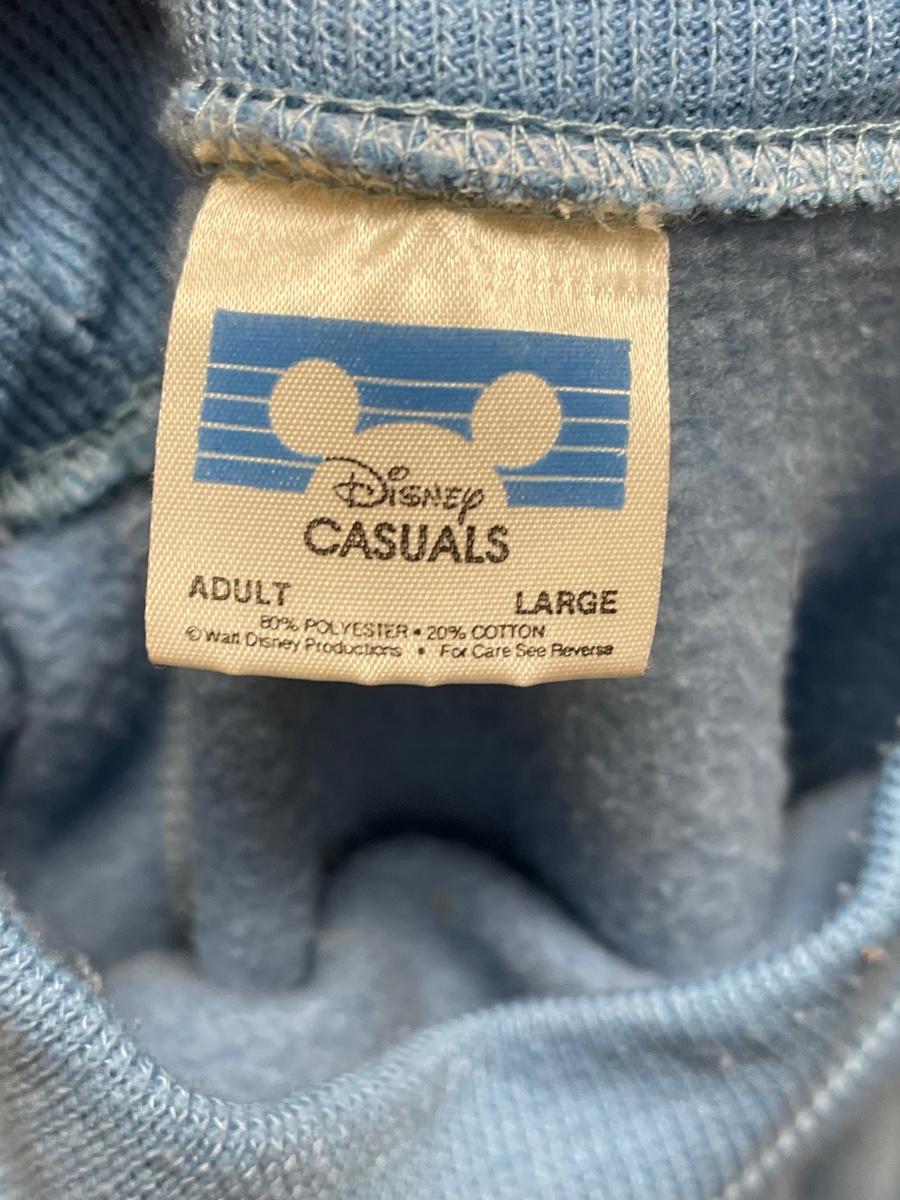 Disney
CASUALS
ADULT LARGE
80% POLYESTER • 20% COTTON
© Walt Disney Productions • For Care See Reverse